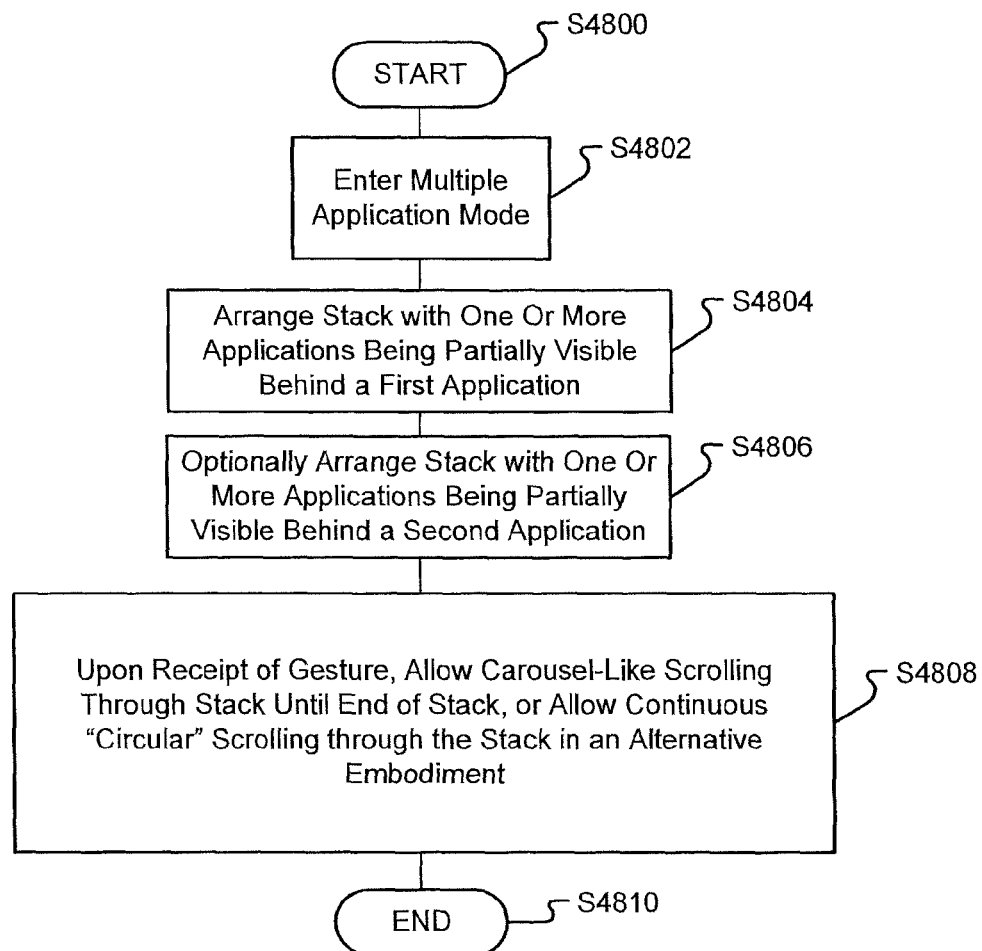 S4800
START
S4802
Enter Multiple
Application Mode
S4804
Arrange Stack with One Or More
Applications Being Partially Visible
Behind a First Application
S4806
Optionally Arrange Stack with One Or
More Applications Being Partially
Visible Behind a Second Application
S4808
Upon Receipt of Gesture, Allow Carousel-Like Scrolling
Through Stack Until End of Stack, or Allow Continuous
“Circular” Scrolling through the Stack in an Alternative
Embodiment
S4810
END